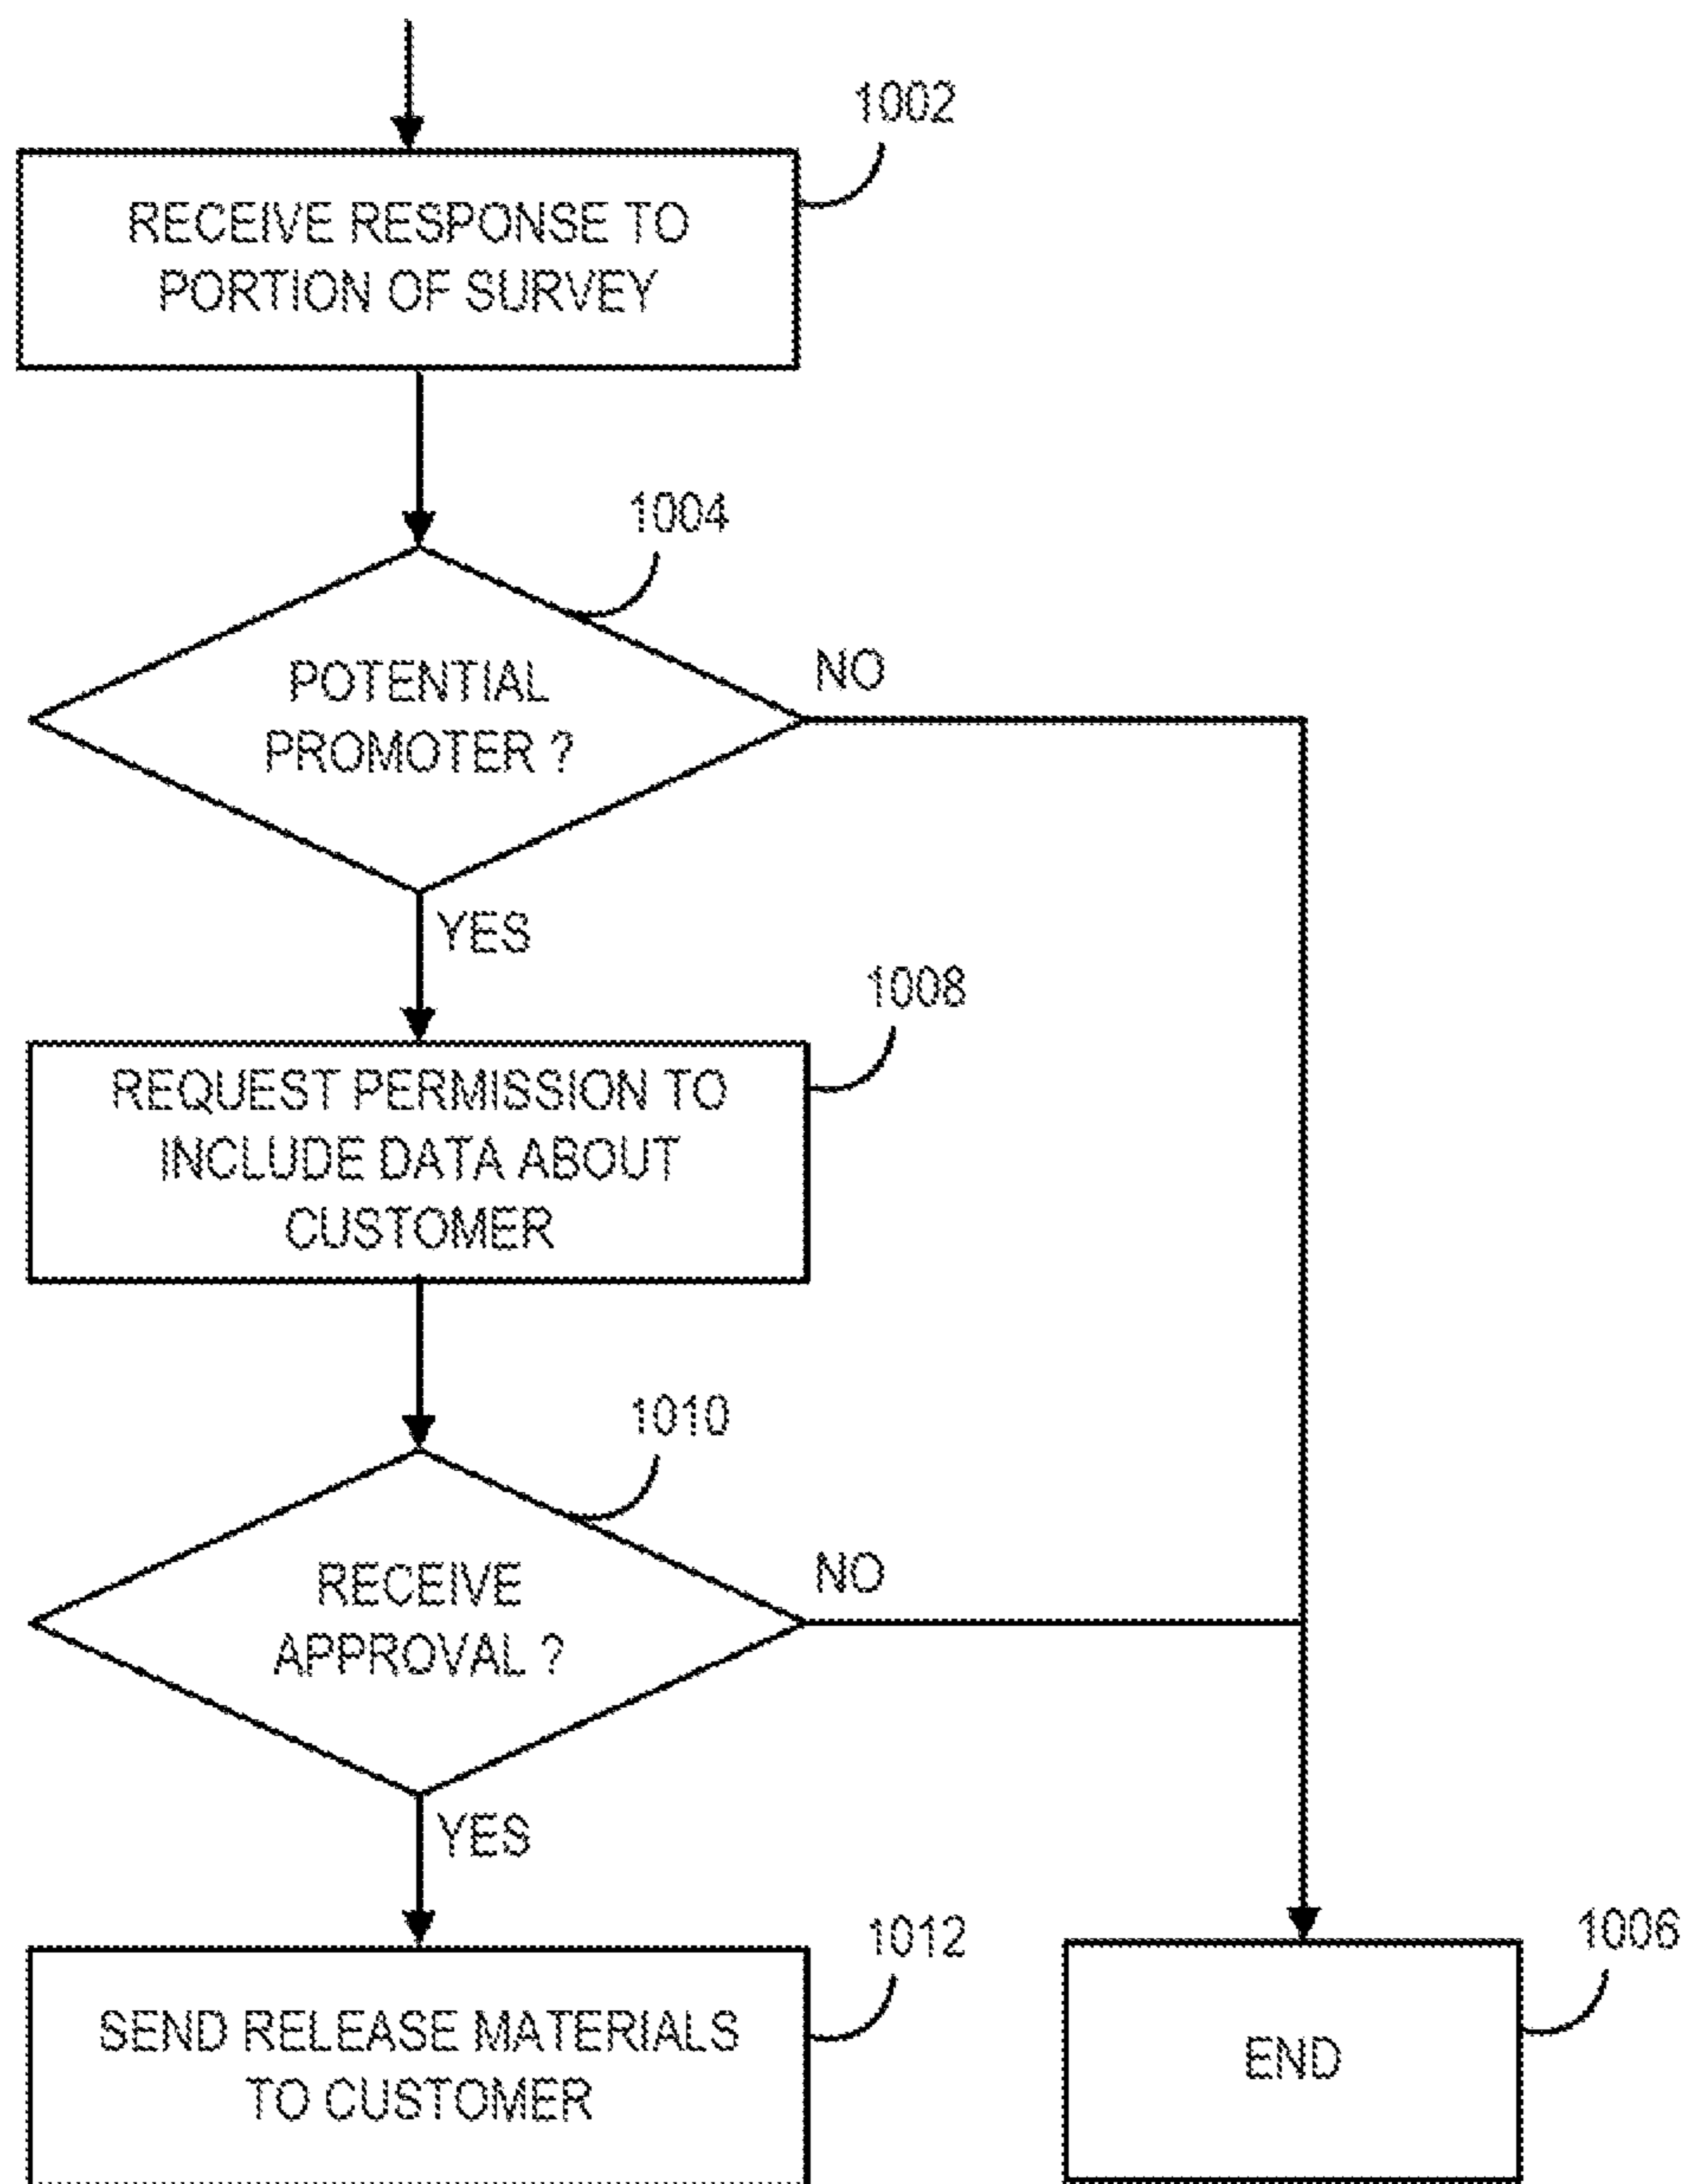 1002
RECEIVE RESPONSE TO
PORTION OF SURVEY
1004
POTENTIAL
PROMOTER ?
NO
YES
1008
REQUEST PERMISSION TO
INCLUDE DATA ABOUT
CUSTOMER
1010
RECEIVE
APPROVAL ?
NO
YES
1012
SEND RELEASE MATERIALS
TO CUSTOMER
1006
END